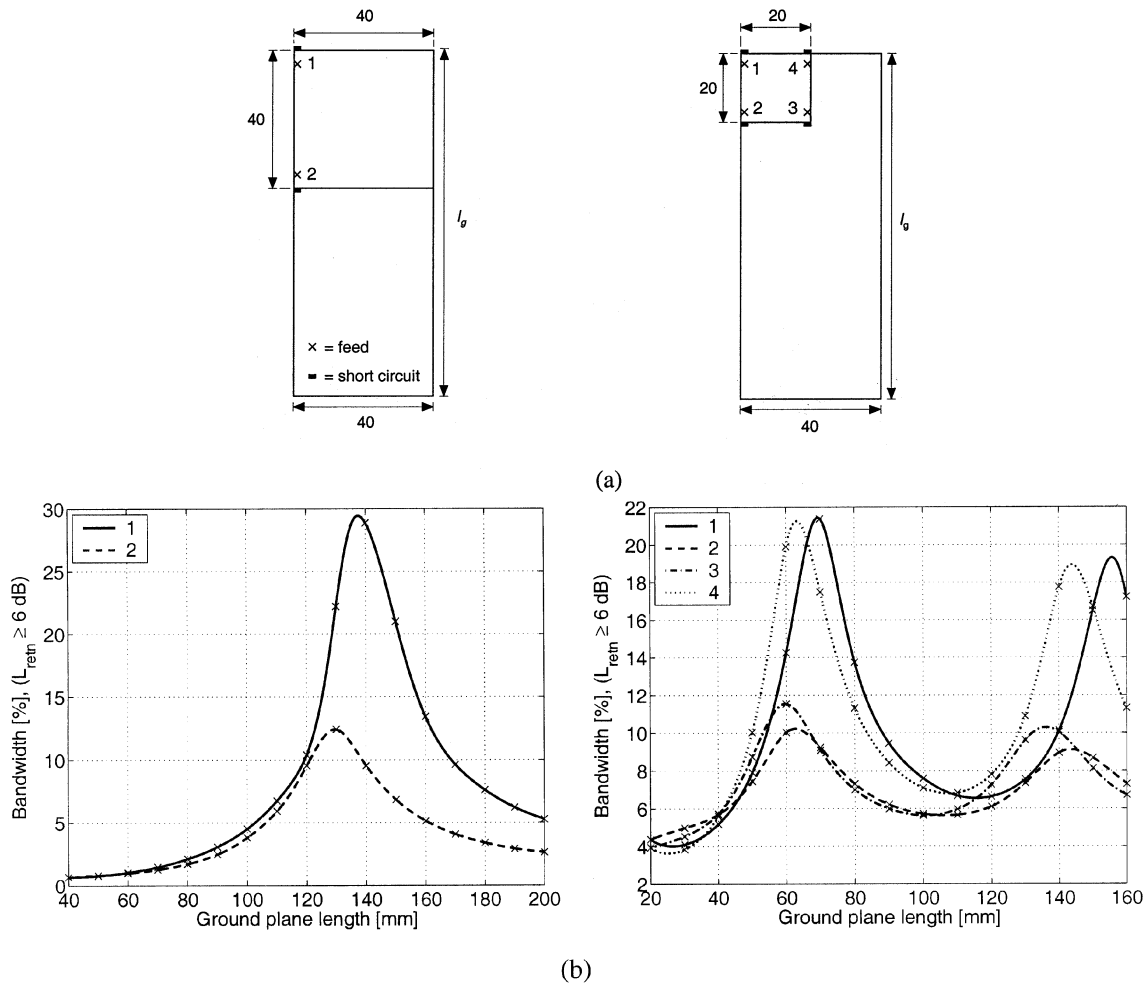 40
1
40
2
l_g
× = feed
= short circuit
40
20
1 4
20
2 3
l_g
40
(a)
30
25
20
15
10
5
0
Bandwidth [%], (L_retn ≥ 6 dB)
1
2
40 60 80 100 120 140 160 180 200
Ground plane length [mm]
22
20
18
16
14
12
10
8
6
4
2
Bandwidth [%], (L_retn ≥ 6 dB)
1
2
3
4
20 40 60 80 100 120 140 160
Ground plane length [mm]
(b)